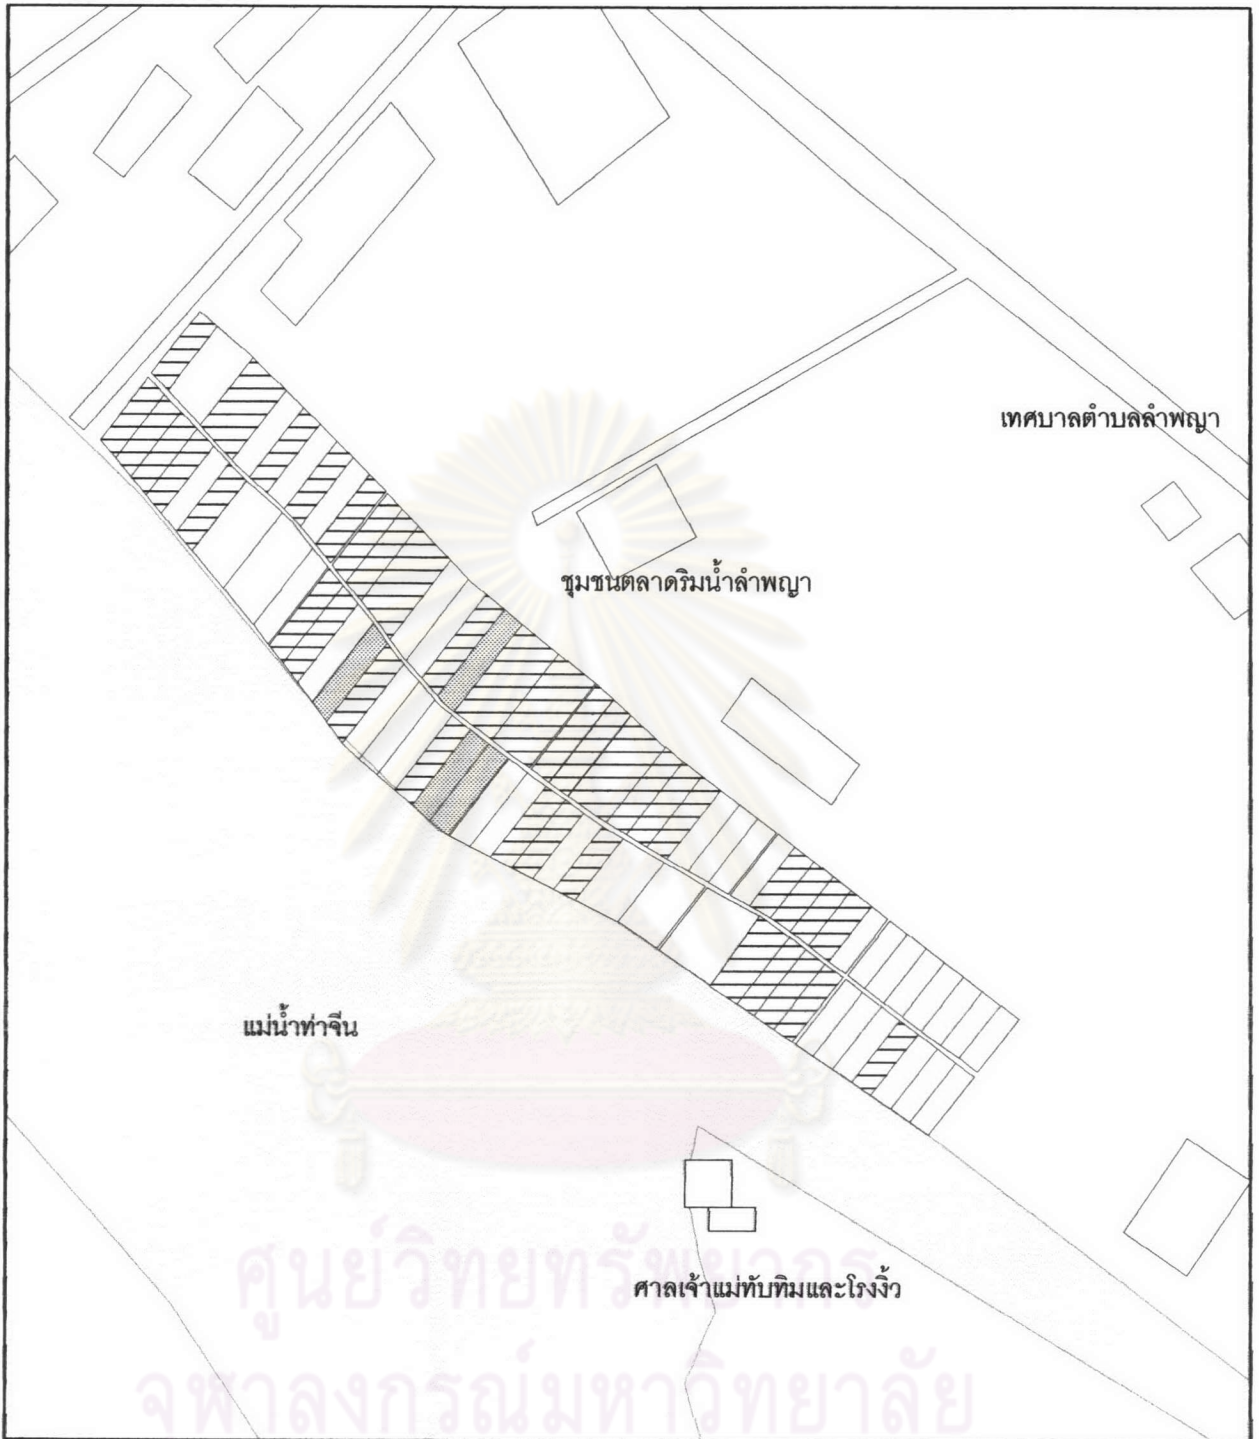 เทศบาลตำบลลำพญา
ชุมชนตลาดริมน้ำลำพญา
แม่น้ำท่าจีน
ศาลเจ้าแม่ทับทิมและโรงงิ้ว
ศูนย์วิทยทรัพยากร
จุฬาลงกรณ์มหาวิทยาลัย